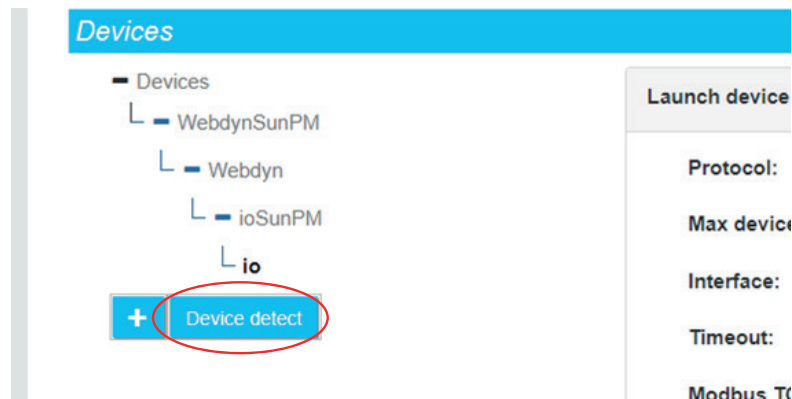 Devices
Devices
WebdynSunPM
Webdyn
ioSunPM
io
+ Device detect
Launch device
Protocol:
Max device
Interface:
Timeout:
Modbus TC